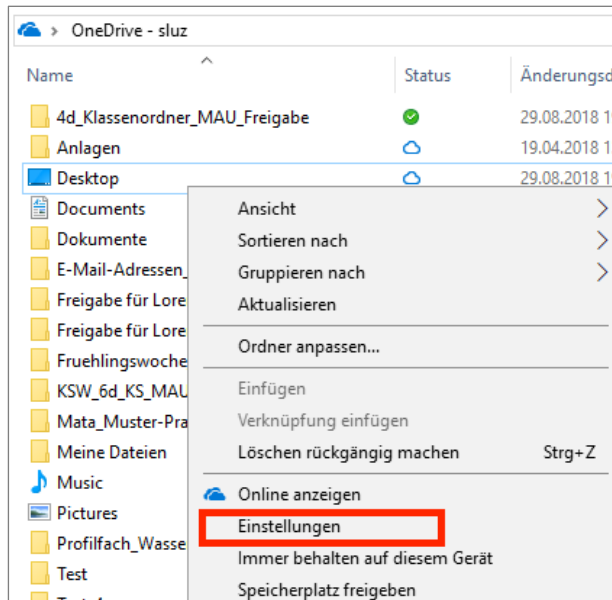 OneDrive - sluz
Name Status Änderungsd
4d_Klassenordner_MAU_Freigabe 29.08.2018 1
Anlagen 19.04.2018 1
Desktop 29.08.2018 1
Documents
Dokumente
E-Mail-Adressen_
Freigabe für Lore
Freigabe für Lore
Fruehlingswoche
KSW_6d_KS_MAU
Mata_Muster-Pra
Meine Dateien
Music
Pictures
Profilfach_Wasse
Test
Ansicht
Sortieren nach
Gruppieren nach
Aktualisieren
Ordner anpassen...
Einfügen
Verknüpfung einfügen
Löschen rückgängig machen Strg+Z
Online anzeigen
Einstellungen
Immer behalten auf diesem Gerät
Speicherplatz freigeben